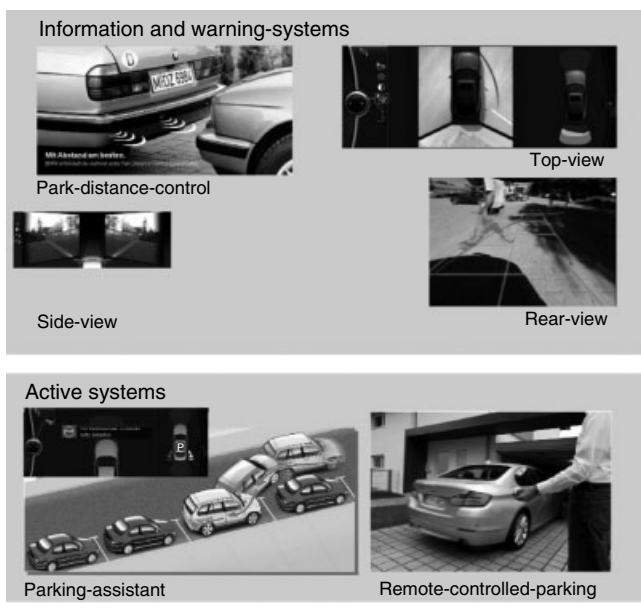 Information and warning-systems
M:DZ 6984
Mit Abstand am besten.
Park-distance-control
Top-view
Side-view
Rear-view
Active systems
P
Parking-assistant
Remote-controlled-parking